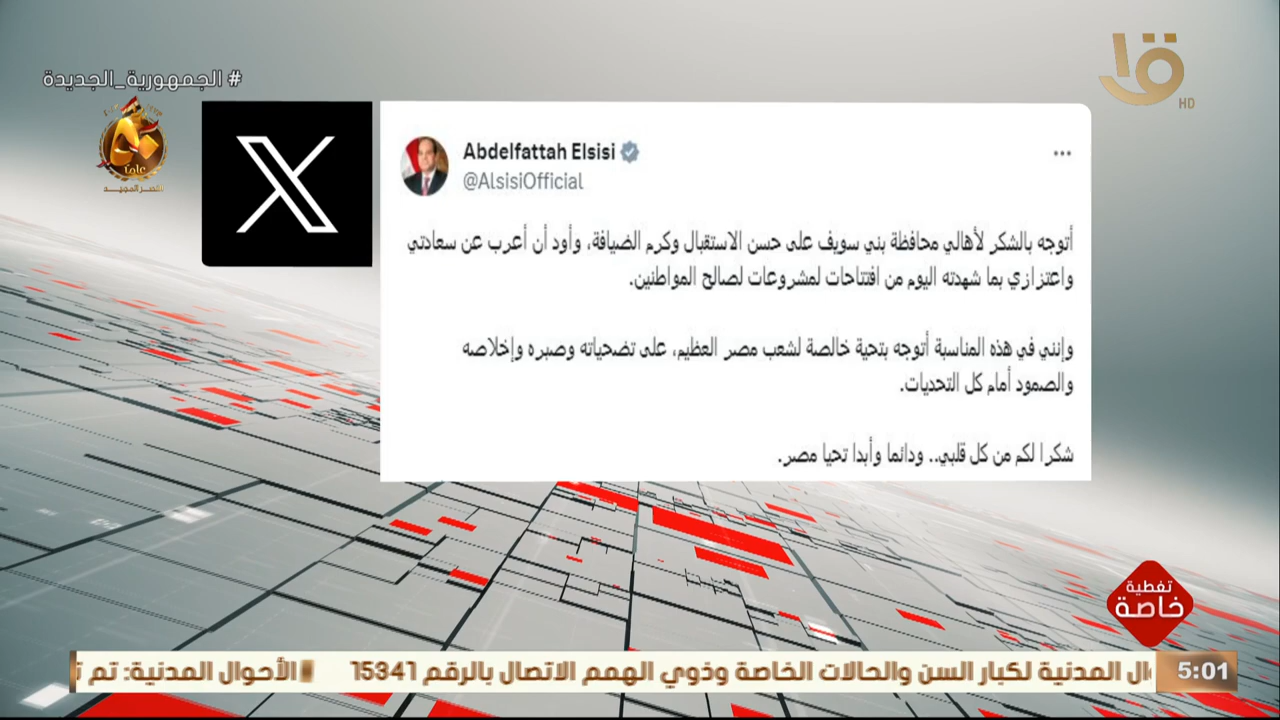 #الجمهورية_الجديدة
HD
عاما
Abdelfattah Elsisi
@AlsisiOfficial
أتوجه بالشكر لأهالي محافظة بني سويف على حسن الاستقبال وكرم الضيافة، وأود أن أعرب عن سعادتي
واعتزازي بما شهدته اليوم من افتتاحات لمشروعات لصالح المواطنين.
وإنني في هذه المناسبة أتوجه بتحية خالصة لشعب مصر العظيم، على تضحياته وصبره وإخلاصه
والصمود أمام كل التحديات.
شكرا لكم من كل قلبي.. ودائما وأبدا تحيا مصر.
تغطية
خاصة
المدنية لكبار السن والحالات الخاصة وذوي الهمم الاتصال بالرقم 15341 الأحوال المدنية: تم
5:01